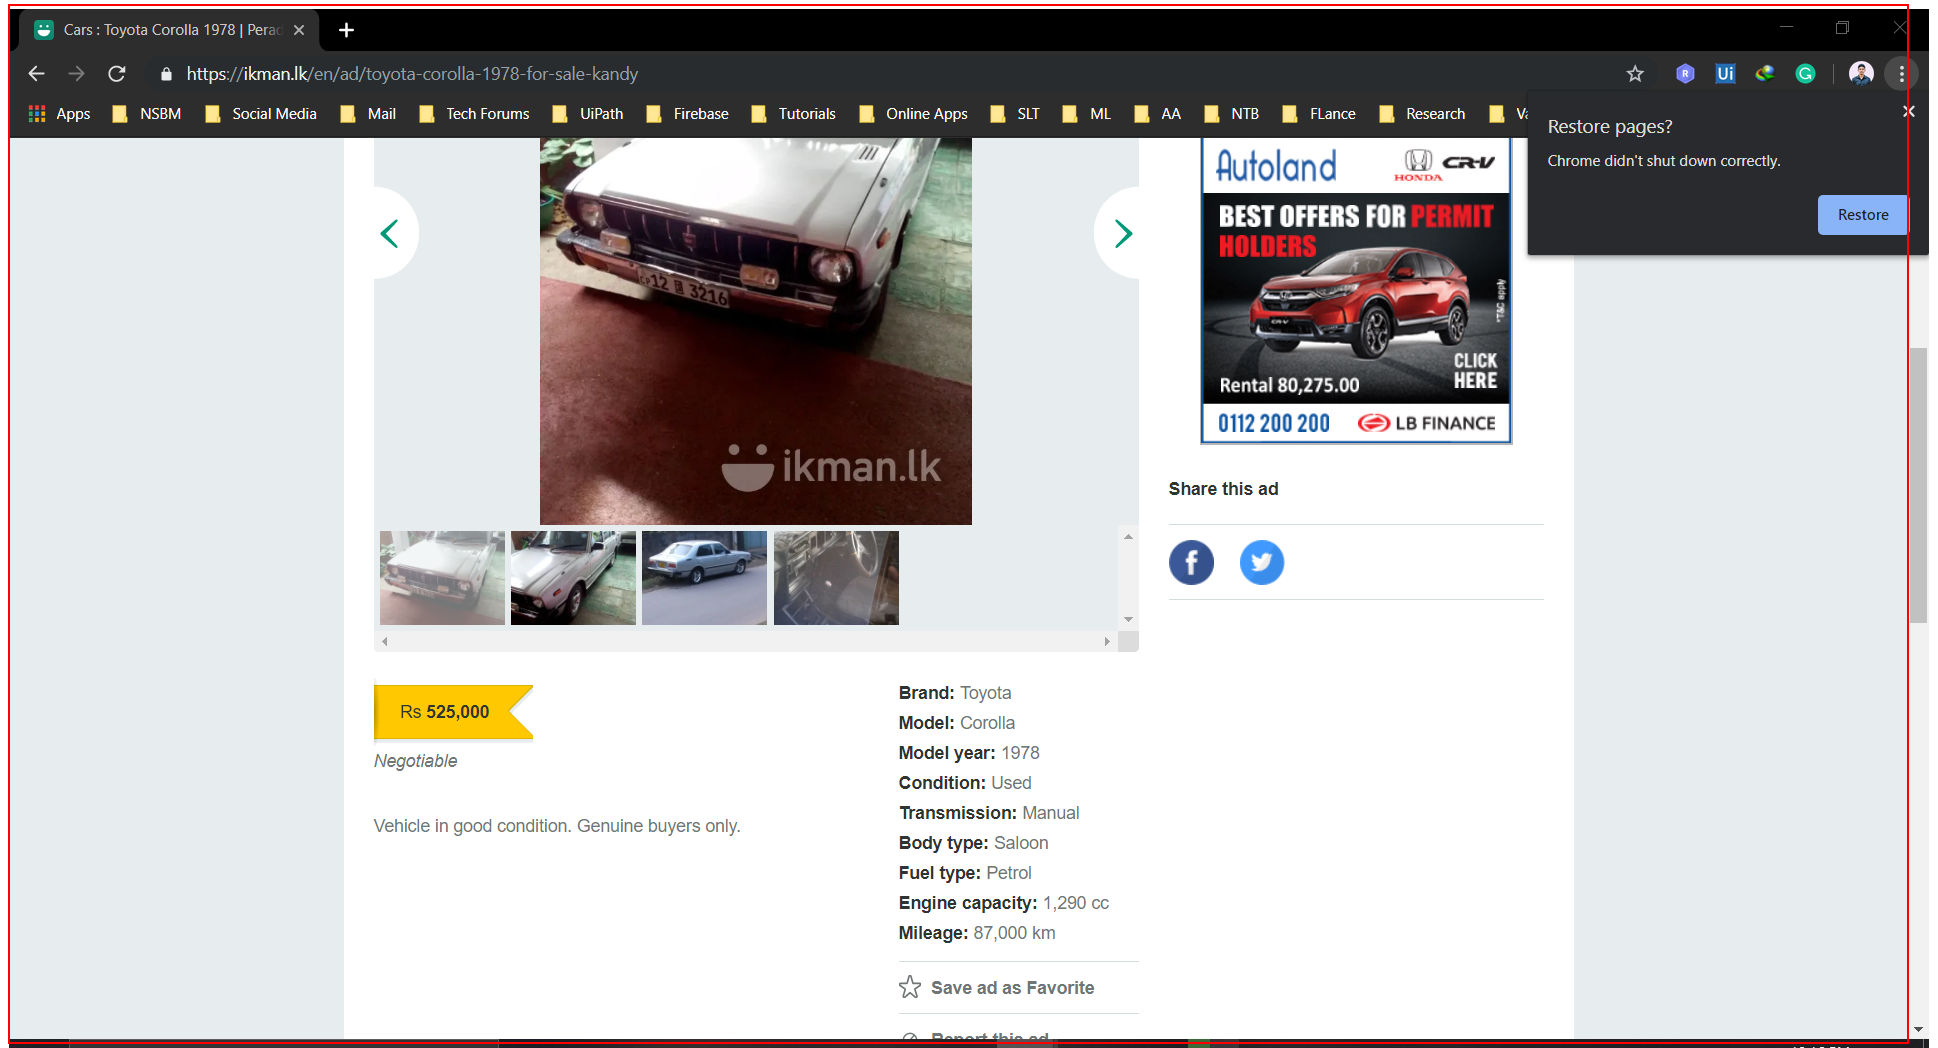 Cars : Toyota Corolla 1978 | Perad
https://ikman.lk/en/ad/toyota-corolla-1978-for-sale-kandy
Apps NSBM Social Media Mail Tech Forums UiPath Firebase Tutorials Online Apps SLT ML AA NTB FLance Research Va
Restore pages?
Chrome didn't shut down correctly.
Restore
12 3216
ikman.lk
Autoland HONDA CR-V
BEST OFFERS FOR PERMIT
HOLDERS
*T&C apply
CLICK
HERE
Rental 80,275.00
0112 200 200 LB FINANCE
Share this ad
Rs 525,000
Negotiable
Vehicle in good condition. Genuine buyers only.
Brand: Toyota
Model: Corolla
Model year: 1978
Condition: Used
Transmission: Manual
Body type: Saloon
Fuel type: Petrol
Engine capacity: 1,290 cc
Mileage: 87,000 km
Save ad as Favorite
Report this ad